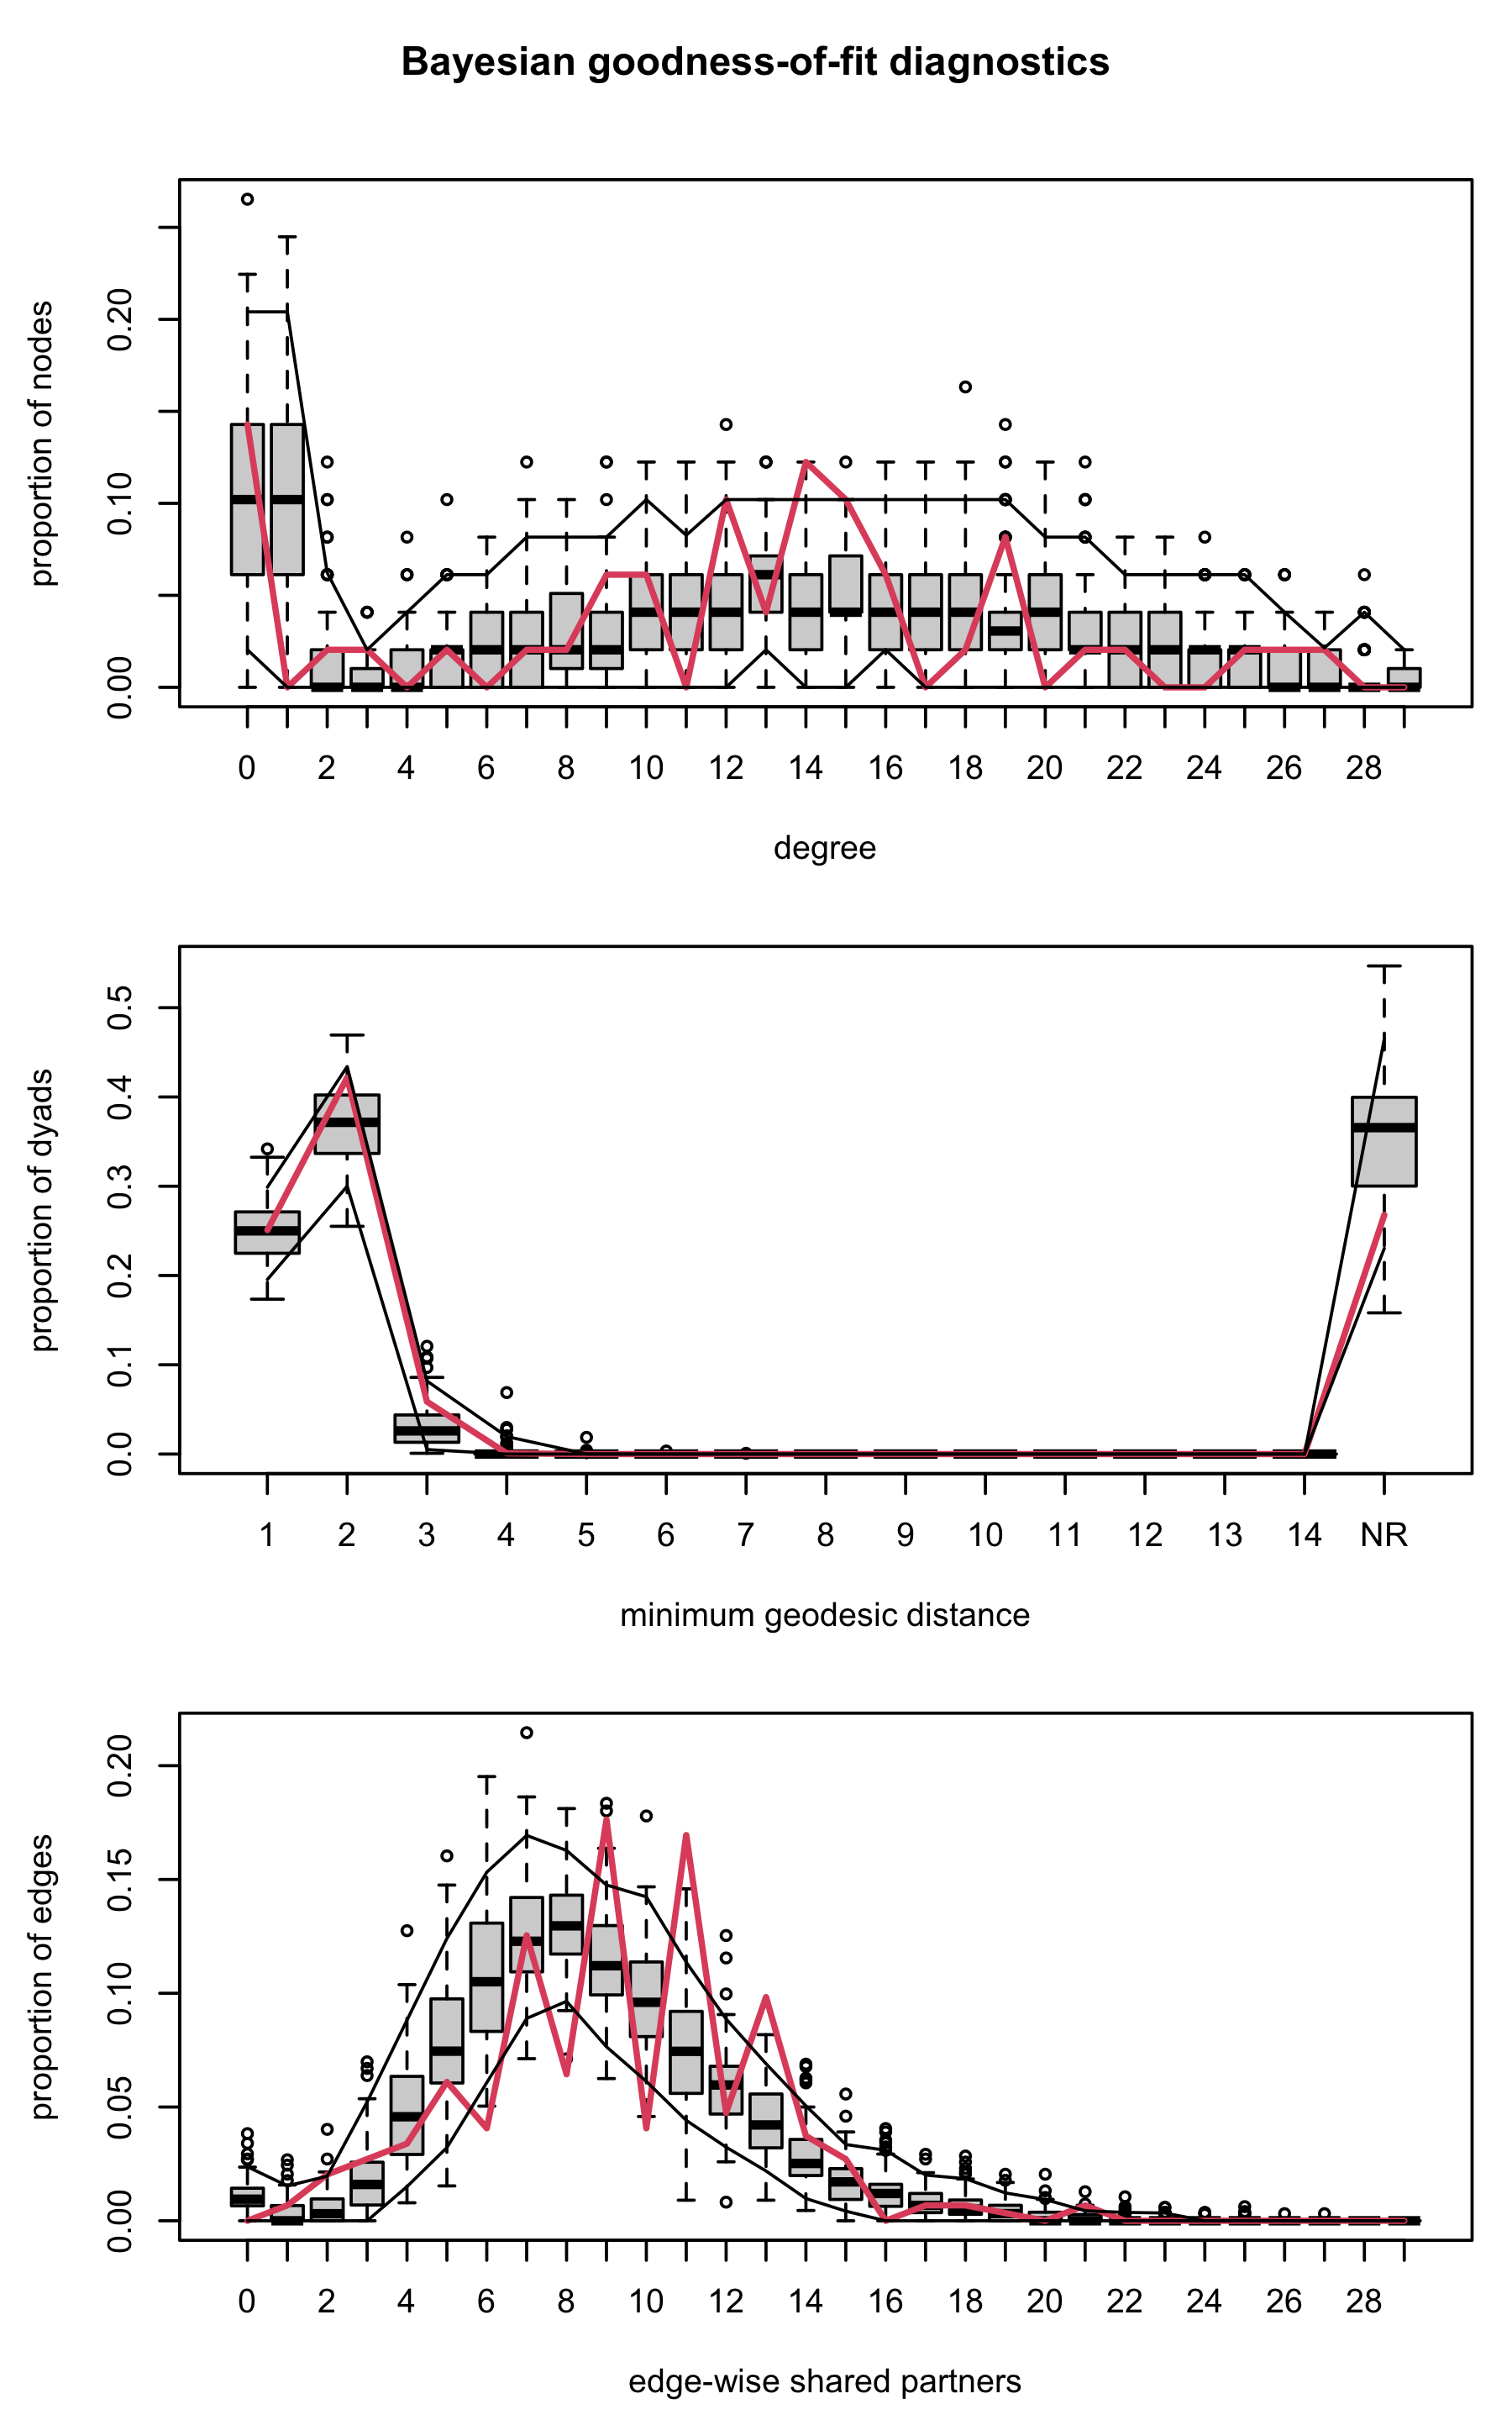 Bayesian goodness-of-fit diagnostics
proportion of nodes
0.00 0.10 0.20
0 2 4 6 8 10 12 14 16 18 20 22 24 26 28
degree
proportion of dyads
0.0 0.1 0.2 0.3 0.4 0.5
1 2 3 4 5 6 7 8 9 10 11 12 13 14 NR
minimum geodesic distance
proportion of edges
0.00 0.05 0.10 0.15 0.20
0 2 4 6 8 10 12 14 16 18 20 22 24 26 28
edge-wise shared partners